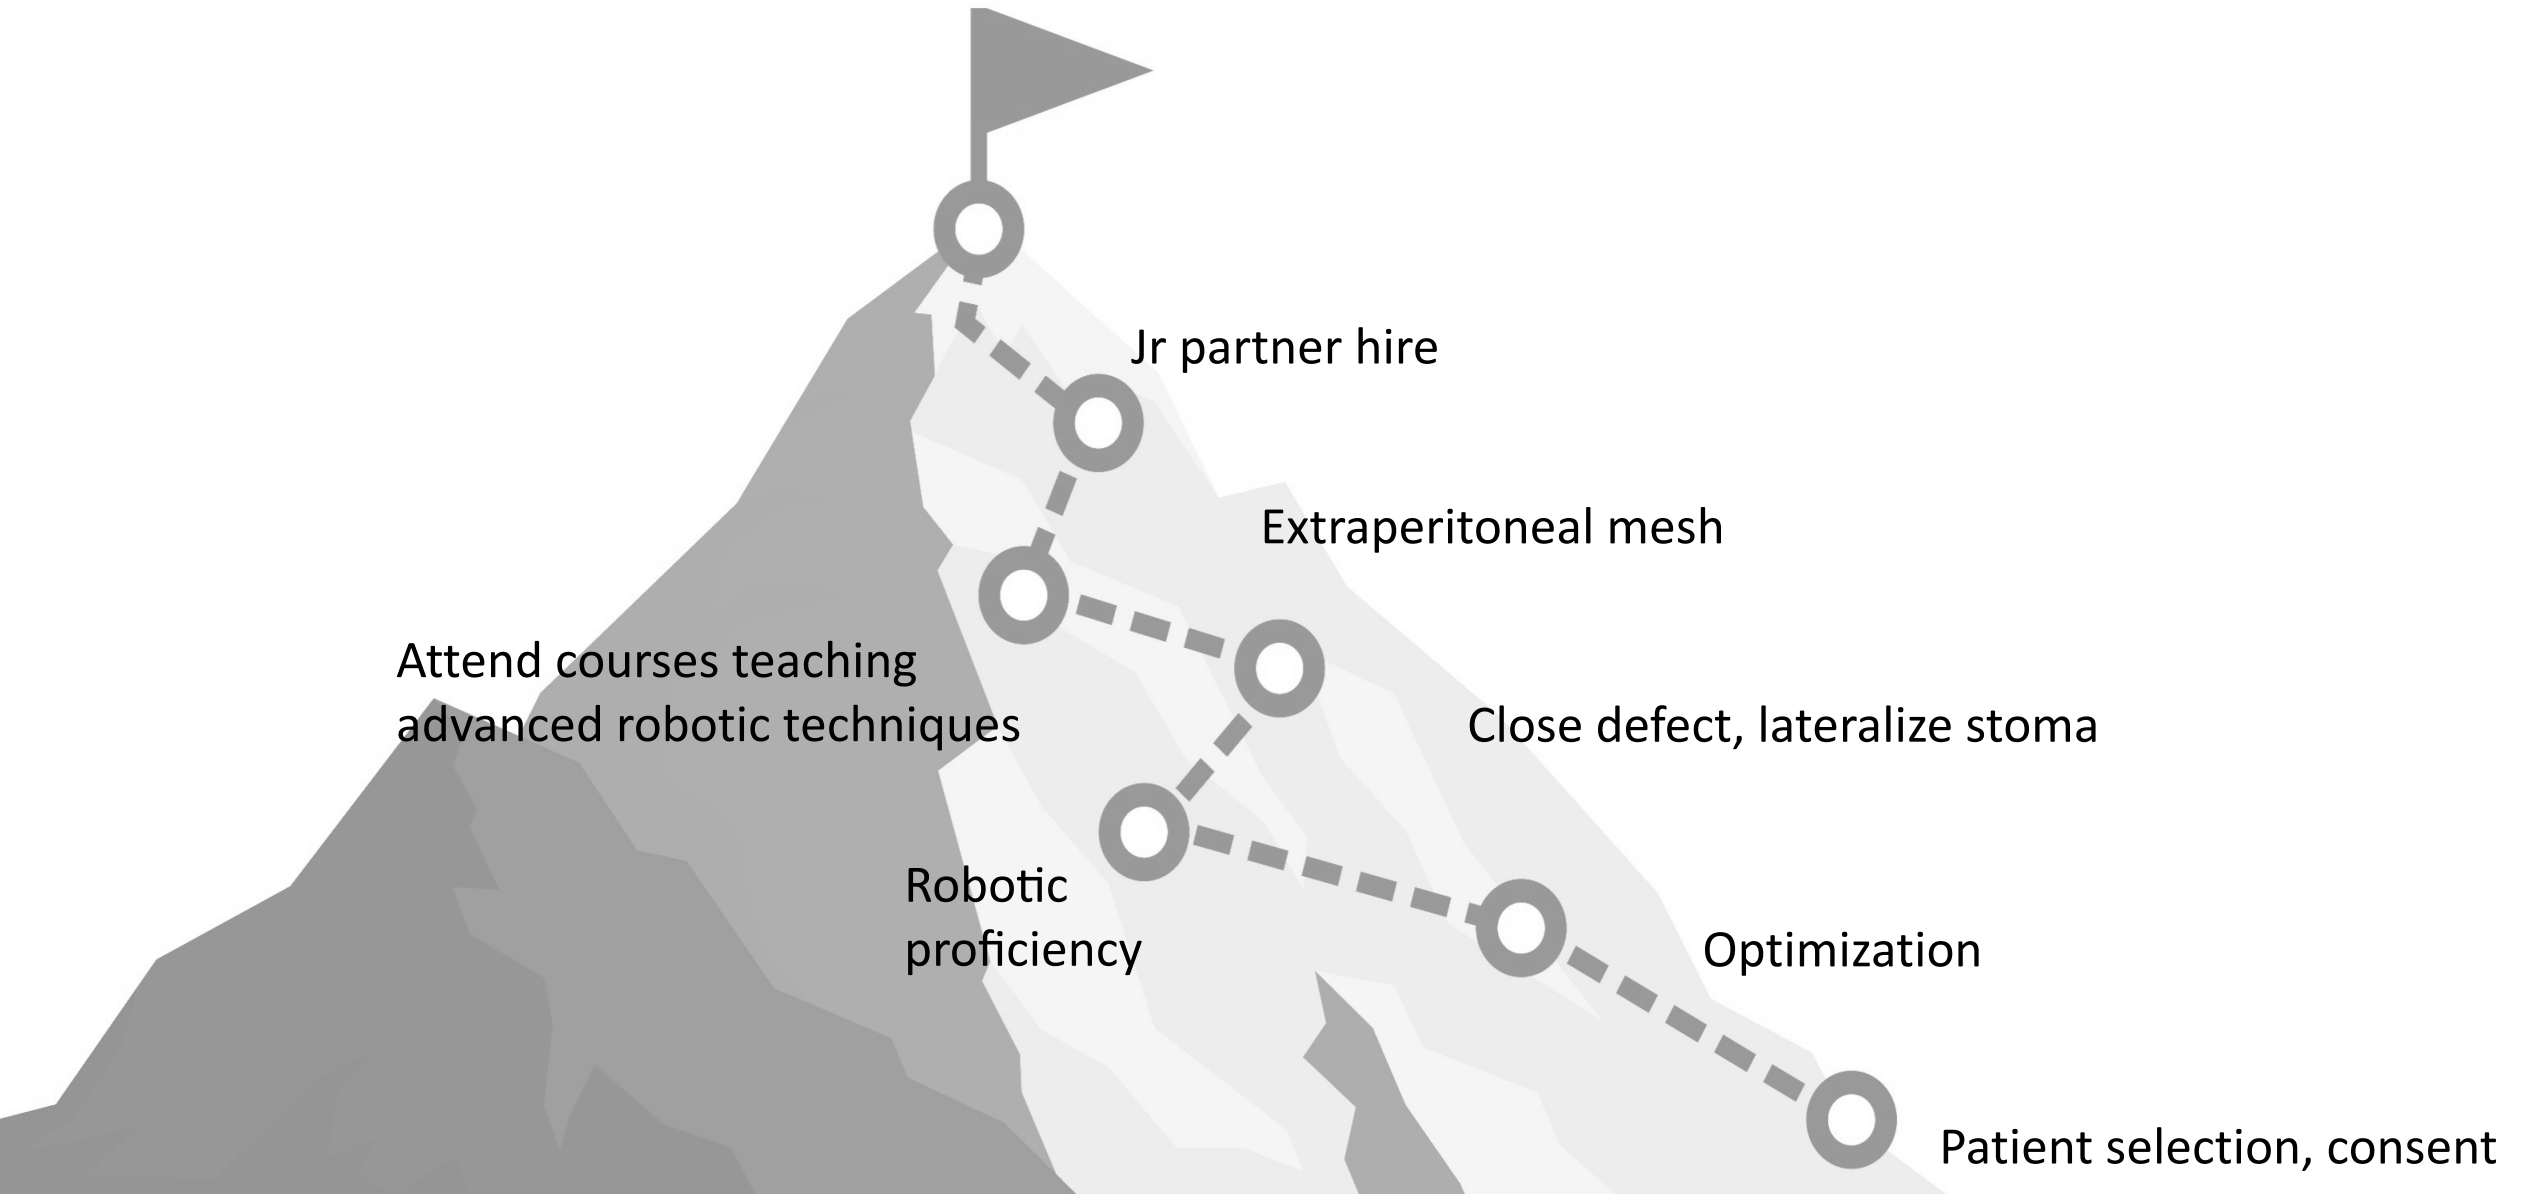 Jr partner hire
Extraperitoneal mesh
Attend courses teaching
advanced robotic techniques
Close defect, lateralize stoma
Robotic
proficiency
Optimization
Patient selection, consent